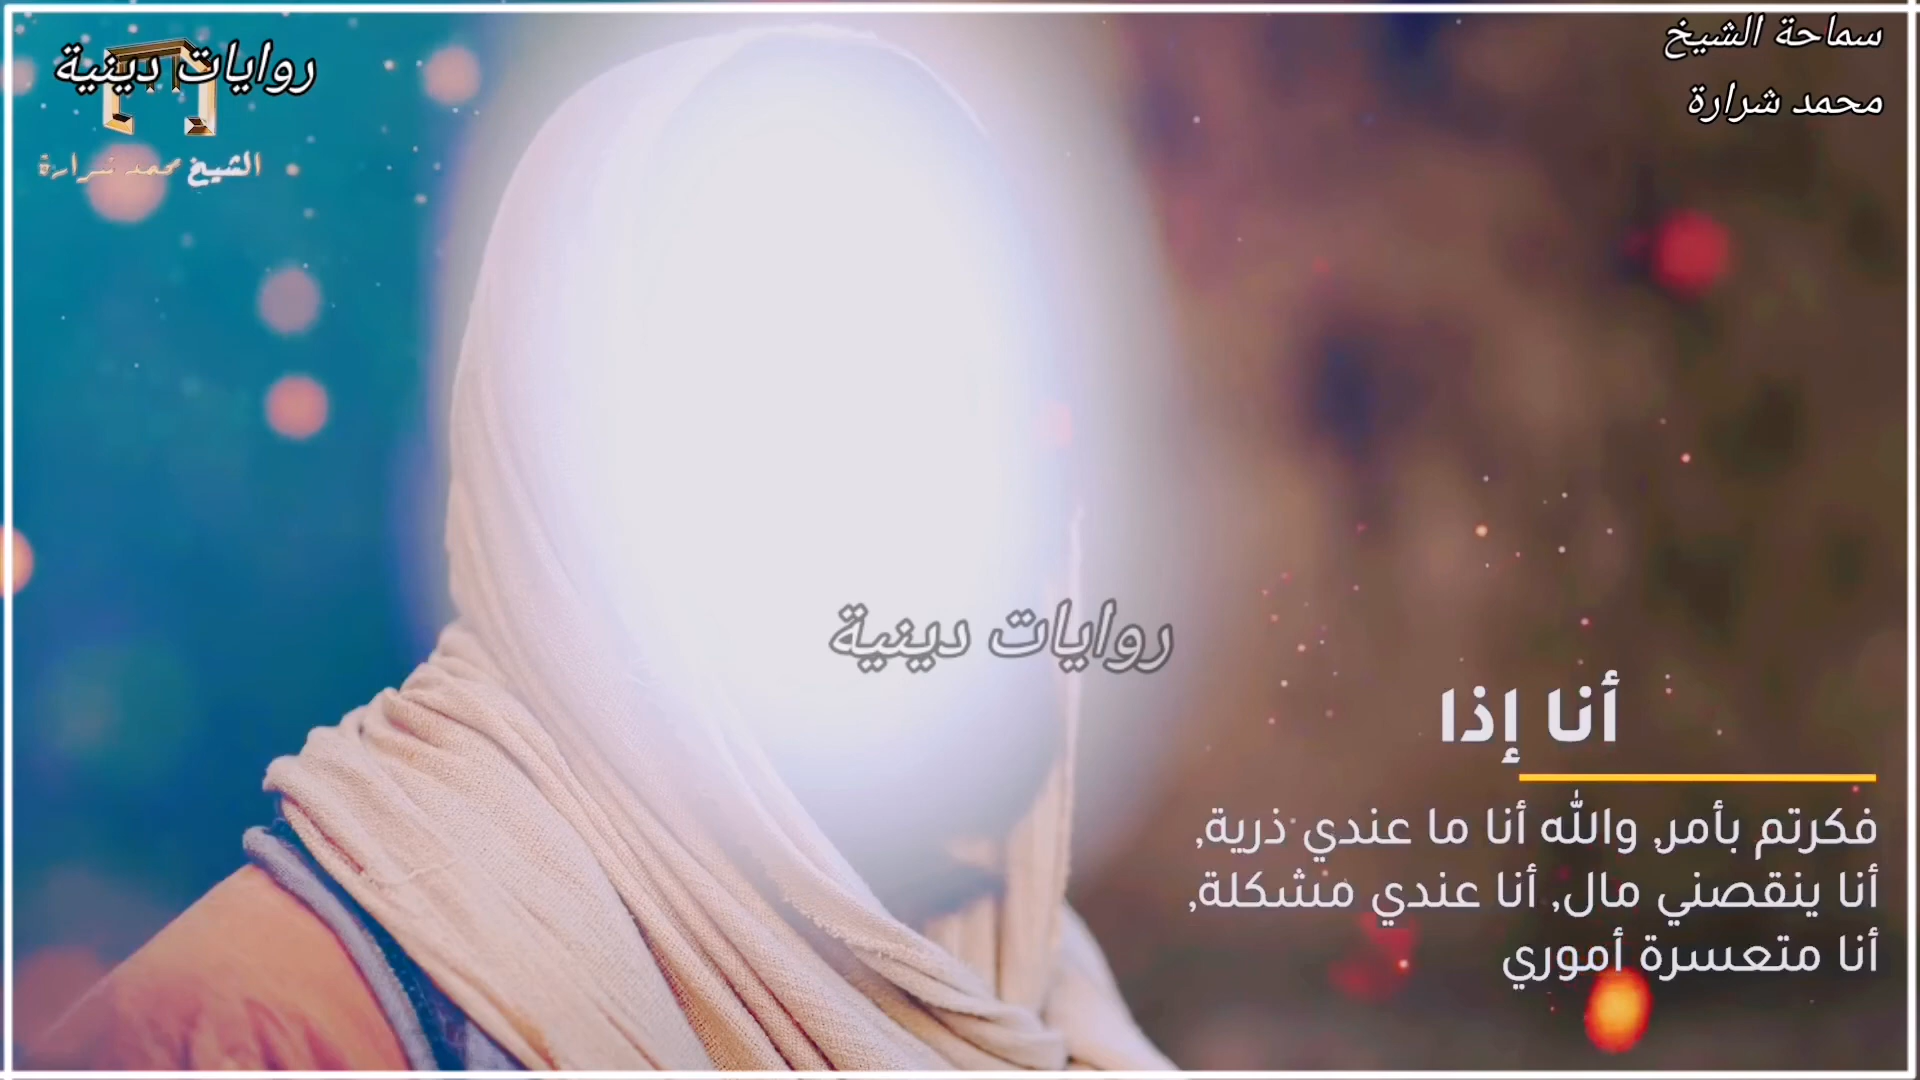 سماحة الشيخ
محمد شرارة
روايات دينية
الشيخ محمد شرارة
روايات دينية
أنا إذا
فكرتم بأمر, والله أنا ما عندي ذرية,
أنا ينقصني مال, أنا عندي مشكلة,
أنا متعسرة أموري